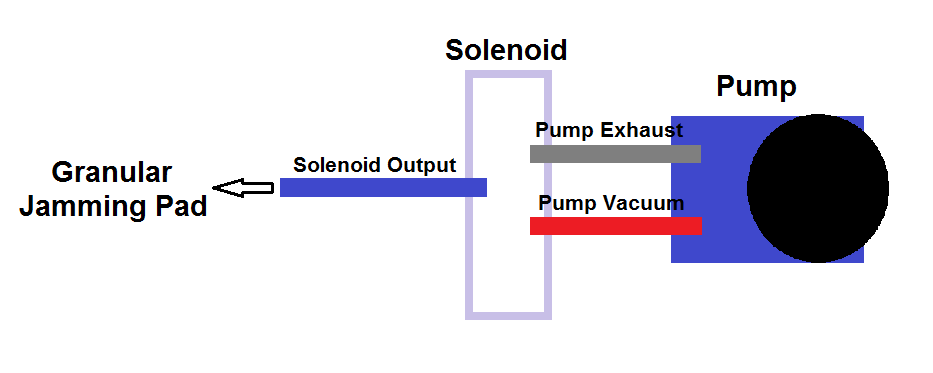 Solenoid
Pump
Pump Exhaust
Solenoid Output
Granular
Jamming Pad
Pump Vacuum